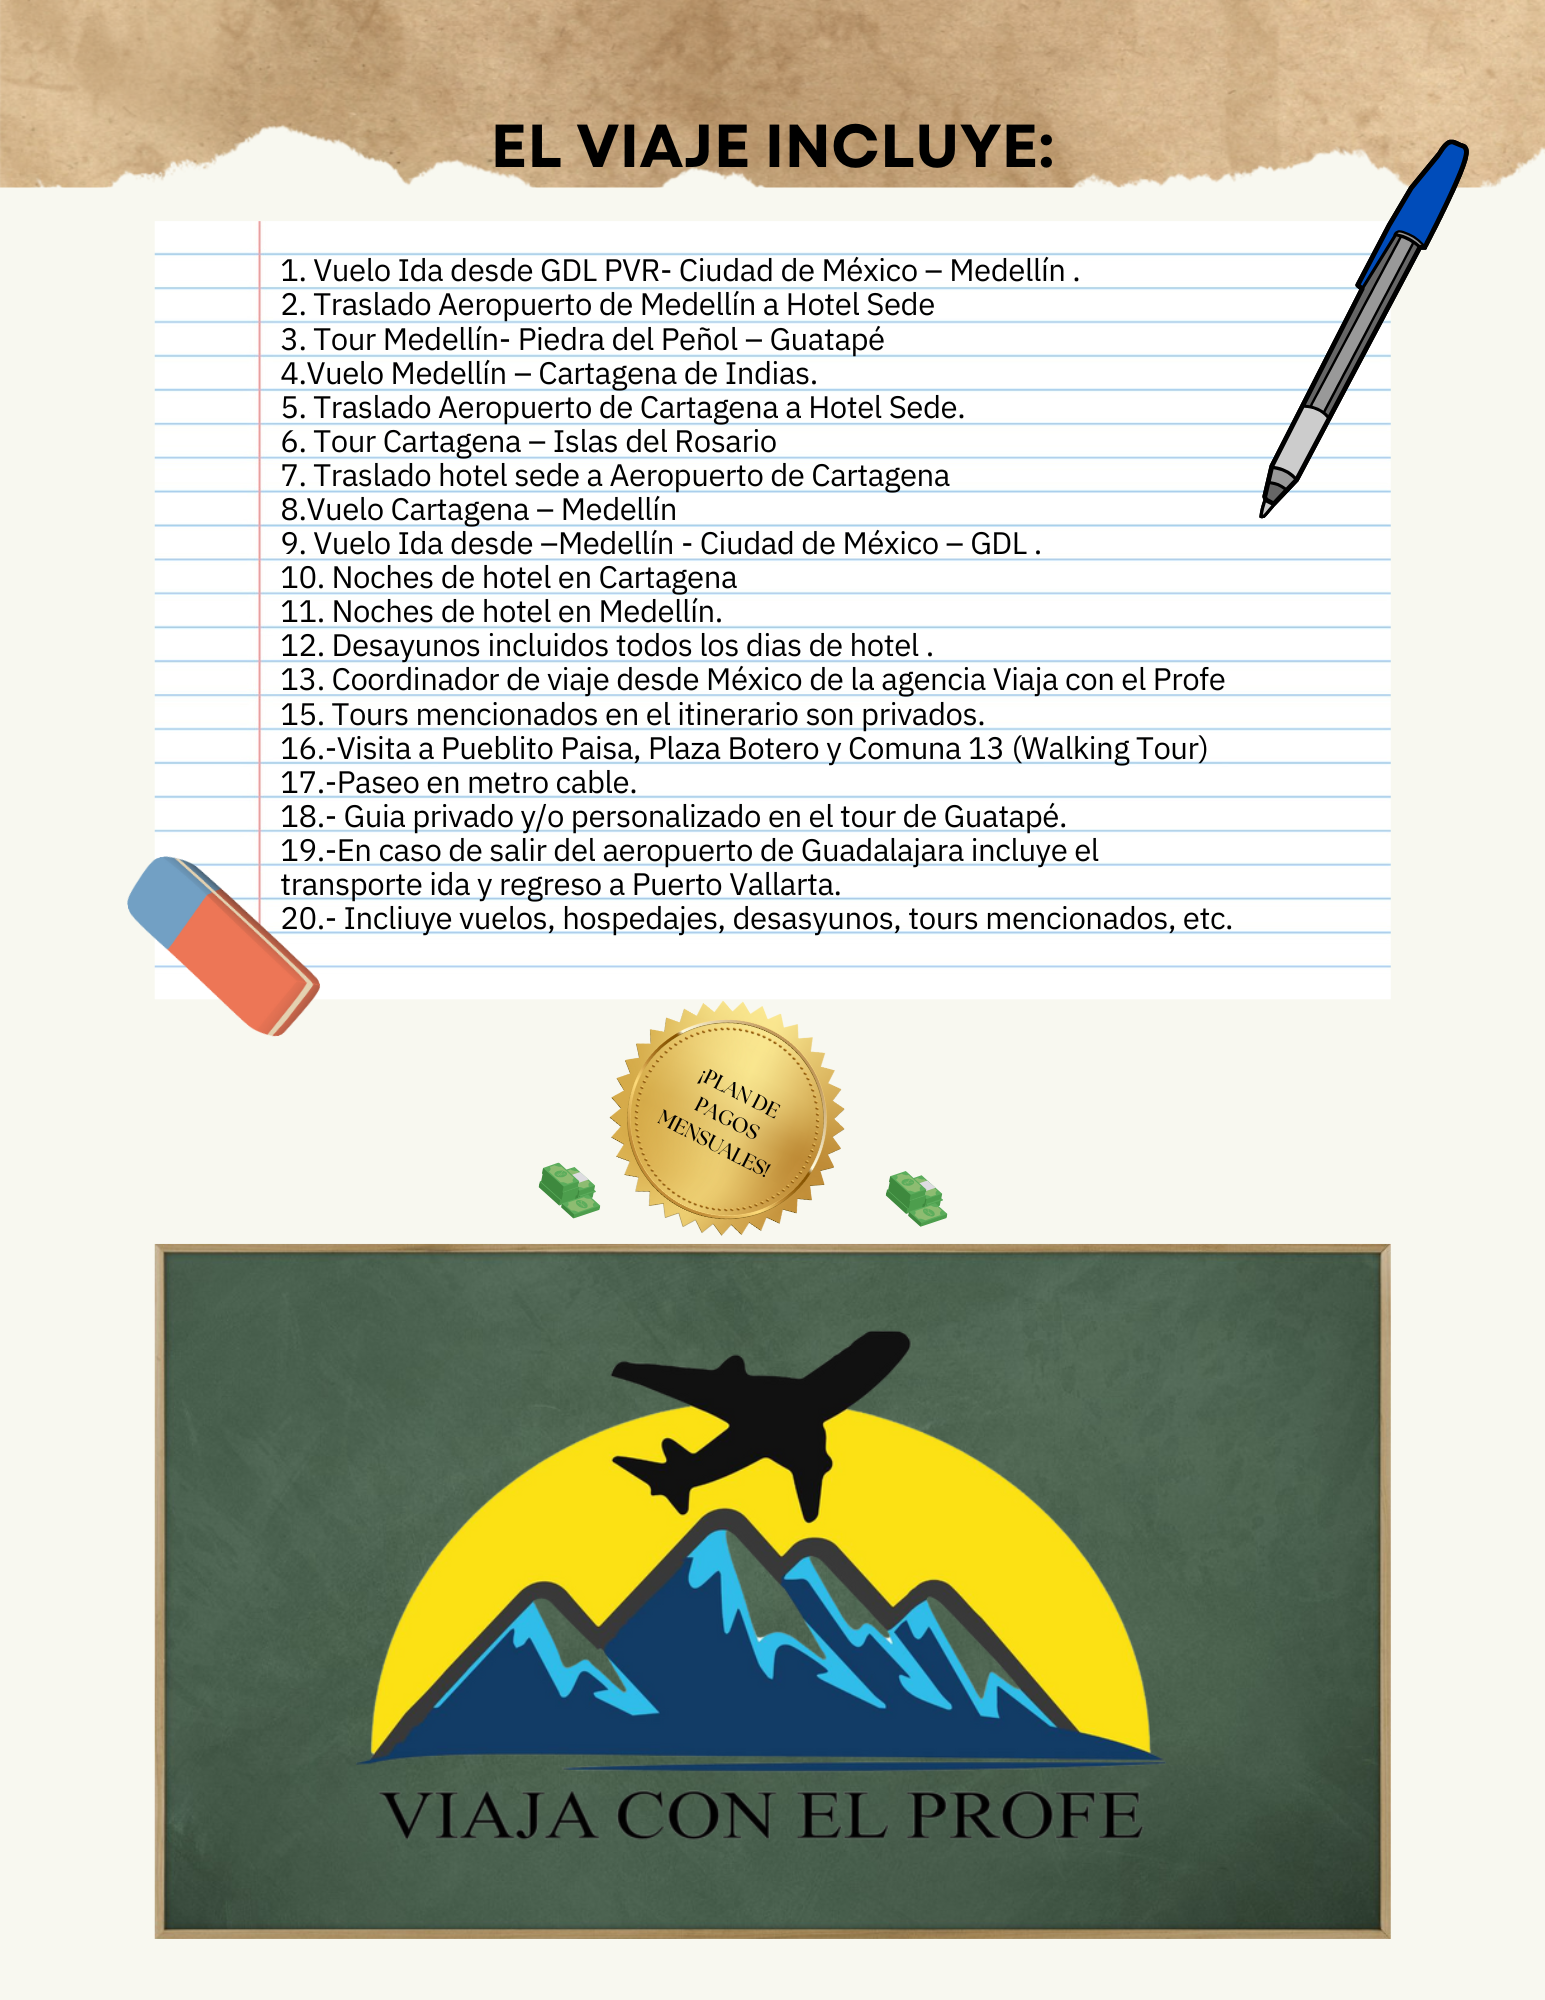 EL VIAJE INCLUYE:
1. Vuelo Ida desde GDL PVR- Ciudad de México – Medellín .
2. Traslado Aeropuerto de Medellín a Hotel Sede
3. Tour Medellín- Piedra del Peñol – Guatapé
4.Vuelo Medellín – Cartagena de Indias.
5. Traslado Aeropuerto de Cartagena a Hotel Sede.
6. Tour Cartagena – Islas del Rosario
7. Traslado hotel sede a Aeropuerto de Cartagena
8.Vuelo Cartagena – Medellín
9. Vuelo Ida desde –Medellín - Ciudad de México – GDL .
10. Noches de hotel en Cartagena
11. Noches de hotel en Medellín.
12. Desayunos incluidos todos los dias de hotel .
13. Coordinador de viaje desde México de la agencia Viaja con el Profe
15. Tours mencionados en el itinerario son privados.
16.-Visita a Pueblito Paisa, Plaza Botero y Comuna 13 (Walking Tour)
17.-Paseo en metro cable.
18.- Guia privado y/o personalizado en el tour de Guatapé.
19.-En caso de salir del aeropuerto de Guadalajara incluye el
transporte ida y regreso a Puerto Vallarta.
20.- Incliuye vuelos, hospedajes, desasyunos, tours mencionados, etc.
¡PLAN DE
PAGOS
MENSUALES!
VIAJA CON EL PROFE